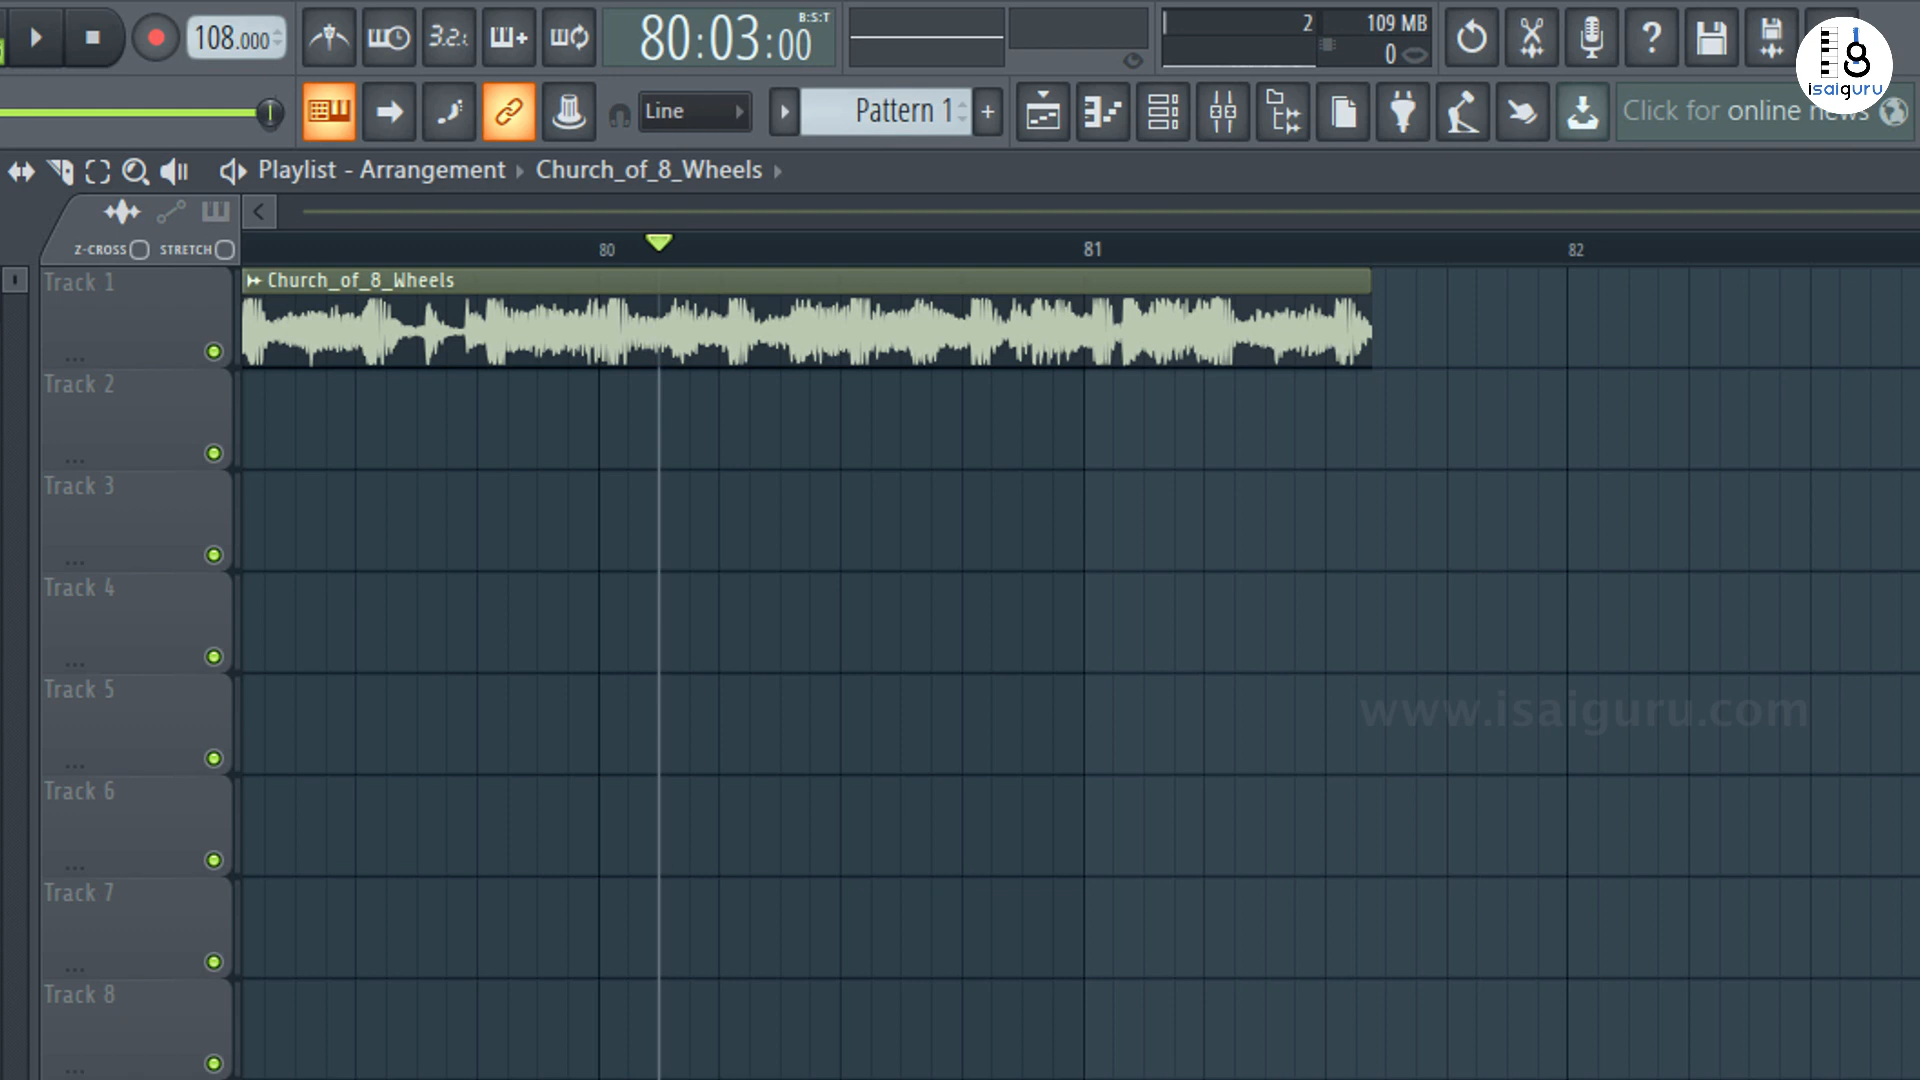 108.000
3.2.
80:03:00
B:S:T
2
109 MB
0
?
isaiguru
Line
Pattern 1
+
Click for online news
Playlist - Arrangement
Church_of_8_Wheels
Z-CROSS
STRETCH
80
81
82
Track 1
Church_of_8_Wheels
Track 2
Track 3
Track 4
Track 5
www.isaiguru.com
Track 6
Track 7
Track 8